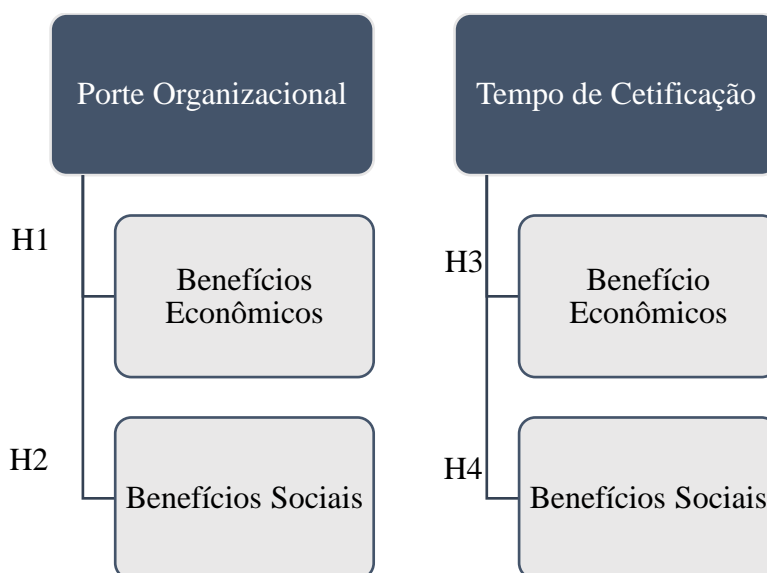 Porte Organizacional
H1
Benefícios
Econômicos
H2
Benefícios Sociais
Tempo de Cetificação
H3
Benefício
Econômicos
H4
Benefícios Sociais